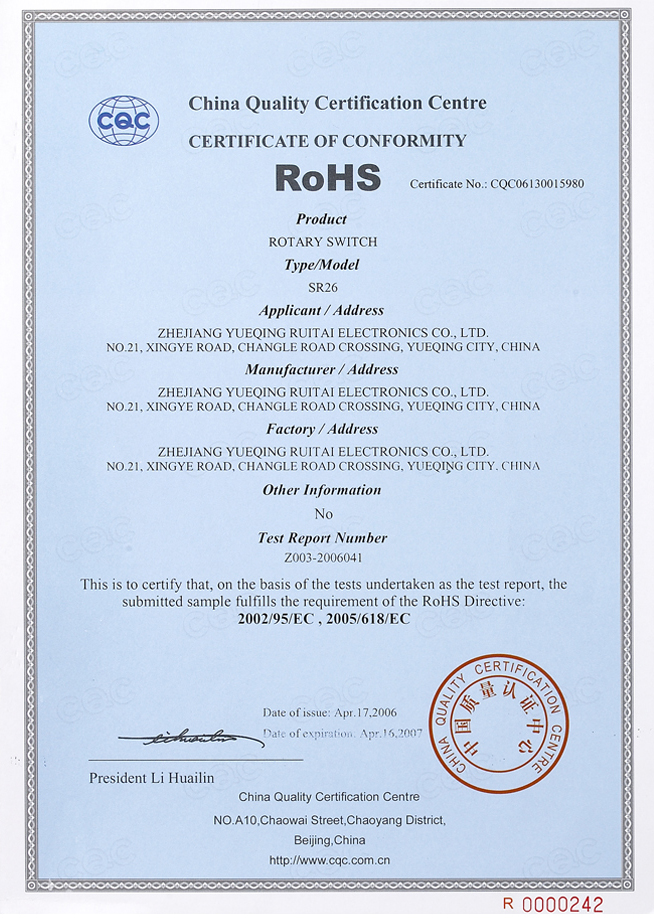 CQC
China Quality Certification Centre
CERTIFICATE OF CONFORMITY
RoHS
Certificate No.: CQC06130015980
Product
ROTARY SWITCH
Type/Model
SR26
Applicant / Address
ZHEJIANG YUEQING RUITAI ELECTRONICS CO., LTD.
NO.21, XINGYE ROAD, CHANGLE ROAD CROSSING, YUEQING CITY, CHINA
Manufacturer / Address
ZHEJIANG YUEQING RUITAI ELECTRONICS CO., LTD.
NO.21, XINGYE ROAD, CHANGLE ROAD CROSSING, YUEQING CITY, CHINA
Factory / Address
ZHEJIANG YUEQING RUITAI ELECTRONICS CO., LTD.
NO.21, XINGYE ROAD, CHANGLE ROAD CROSSING, YUEQING CITY. CHINA
Other Information
No
Test Report Number
Z003-2006041
This is to certify that, on the basis of the tests undertaken as the test report, the
submitted sample fulfills the requirement of the RoHS Directive:
2002/95/EC , 2005/618/EC
Date of issue: Apr.17,2006
Date of expiration. Apr.16,2007
CHINA QUALITY CERTIFICATION CENTRE
中国质量认证中心
President Li Huailin
China Quality Certification Centre
NO.A10,Chaowai Street,Chaoyang District,
Beijing,China
http://www.cqc.com.cn
R 0000242